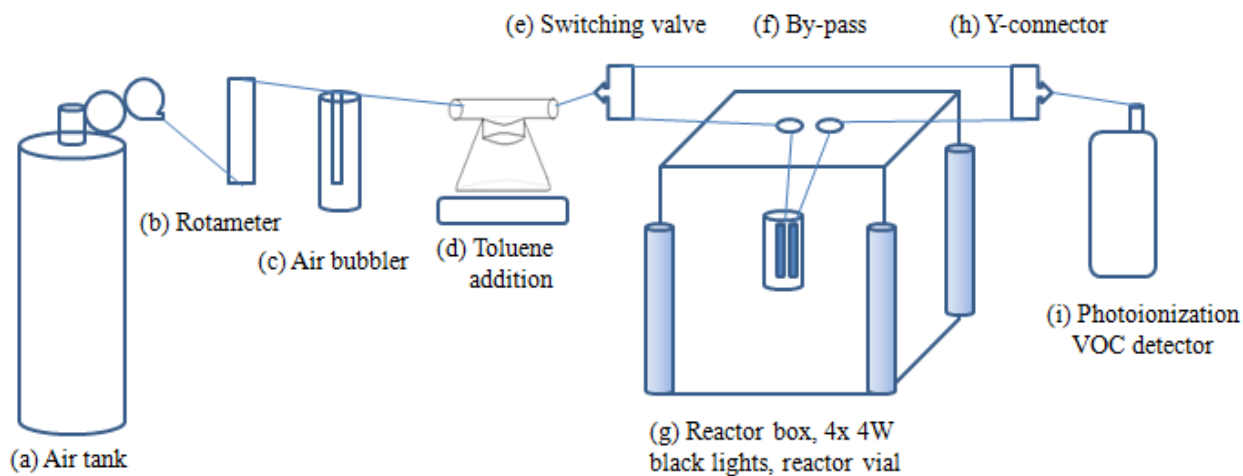 (e) Switching valve
(f) By-pass
(h) Y-connector
(b) Rotameter
(c) Air bubbler
(d) Toluene
addition
(i) Photoionization
VOC detector
(g) Reactor box, 4x 4W
black lights, reactor vial
(a) Air tank